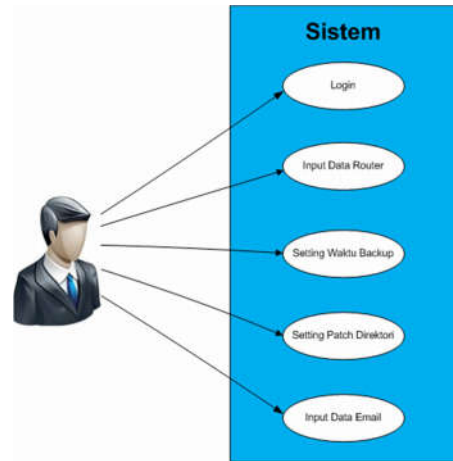 Sistem
Login
Input Data Router
Setting Waktu Backup
Setting Patch Direktori
Input Data Email